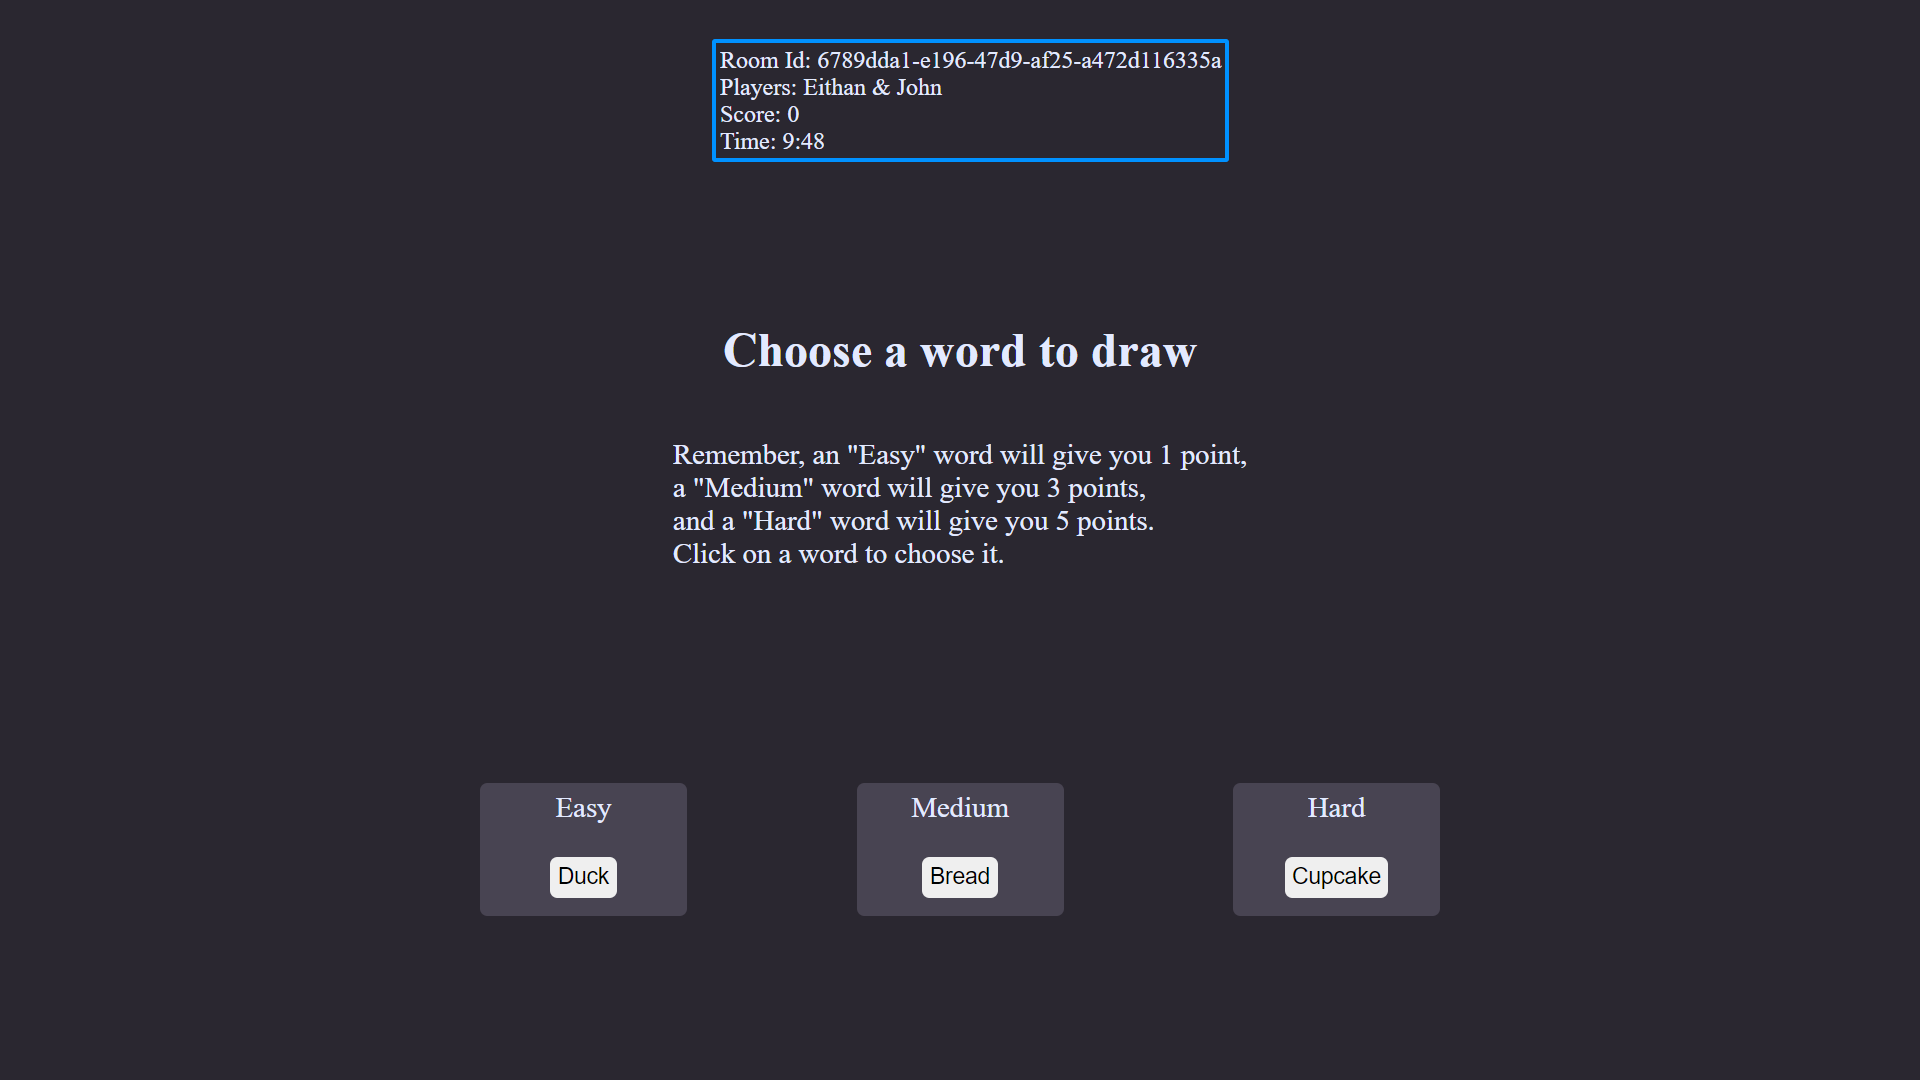 Room Id: 6789dda1-e196-47d9-af25-a472d116335a
Players: Eithan & John
Score: 0
Time: 9:48
Choose a word to draw
Remember, an "Easy" word will give you 1 point,
a "Medium" word will give you 3 points,
and a "Hard" word will give you 5 points.
Click on a word to choose it.
Easy
Duck
Medium
Bread
Hard
Cupcake